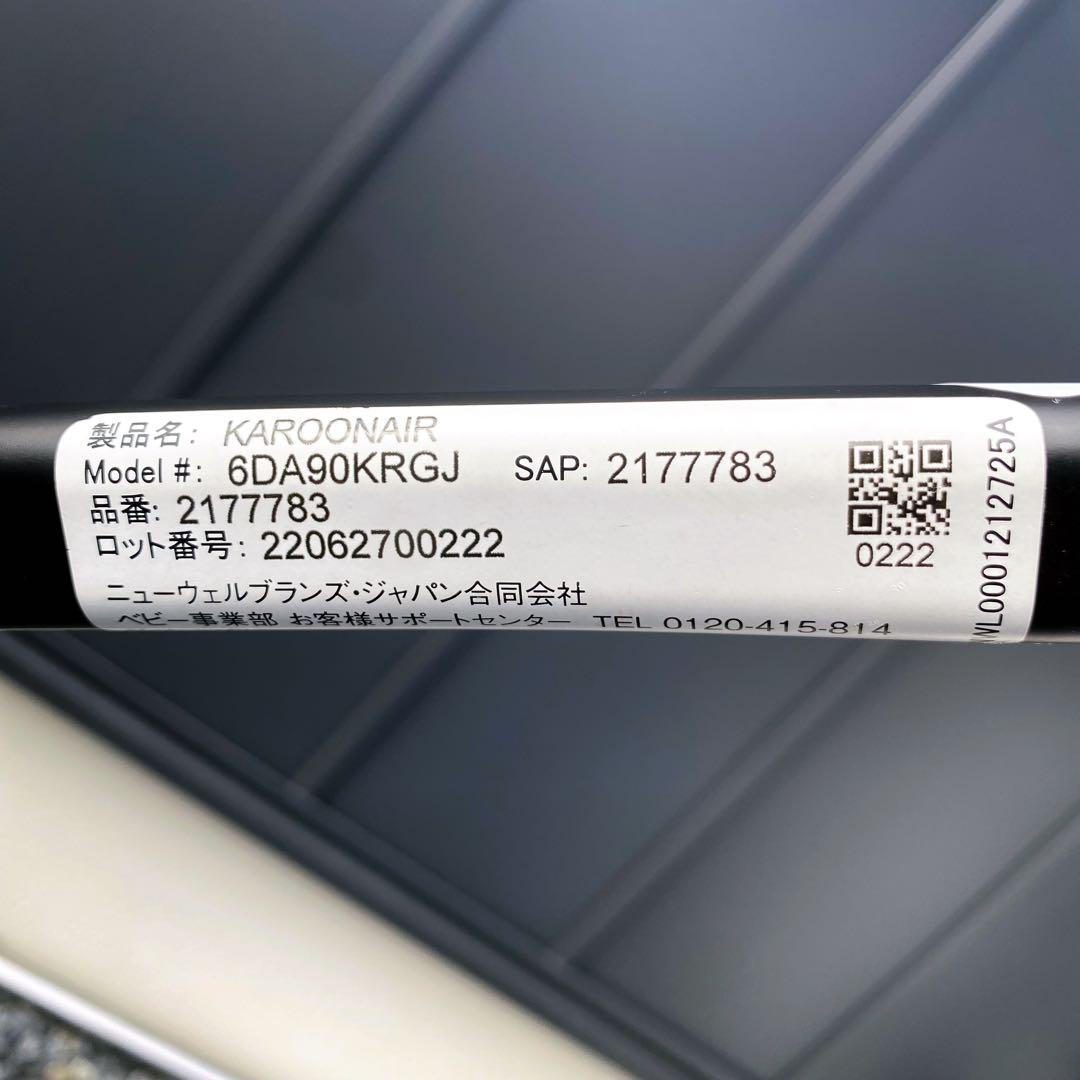 製品名: KAROONAIR
Model #: 6DA90KRGJ SAP: 2177783
品番: 2177783
ロット番号: 22062700222
ニューウェルブランズ・ジャパン合同会社
ベビー事業部 お客様サポートセンター TEL 0120-415-814
0222
WL0001212725A